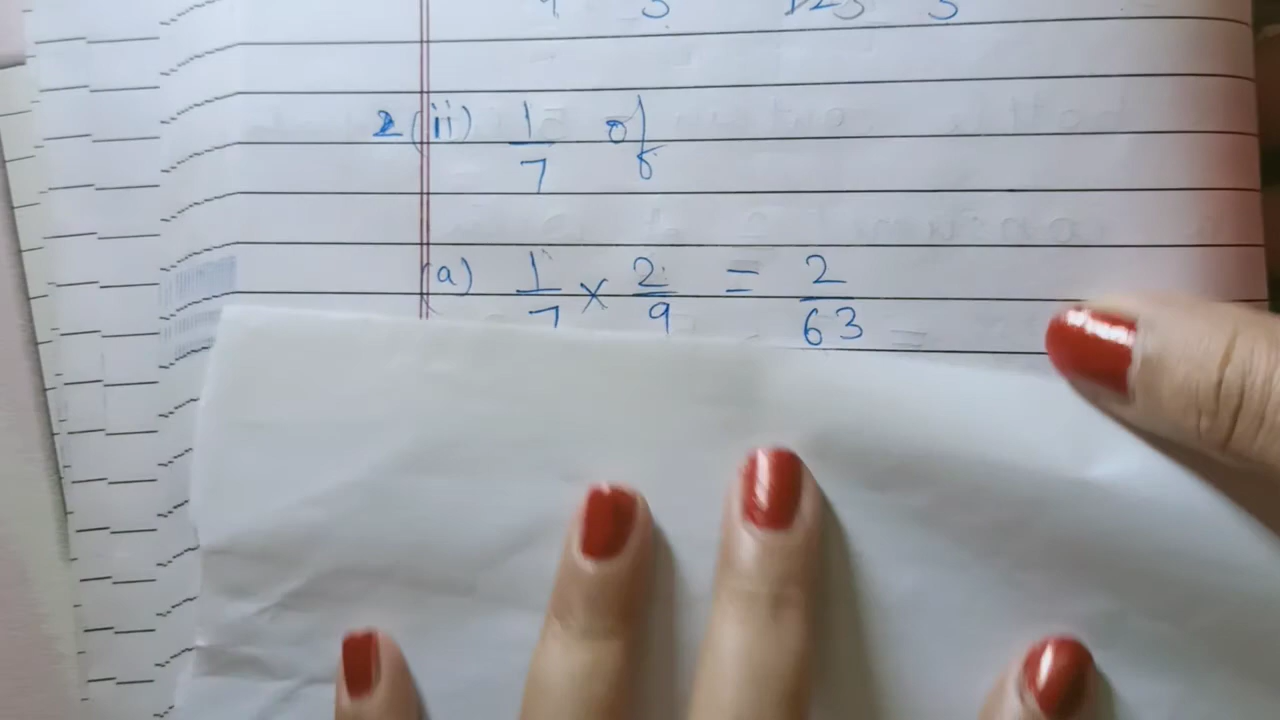 2(ii) 1/7 of
(a) 1/7 × 2/9 = 2/63